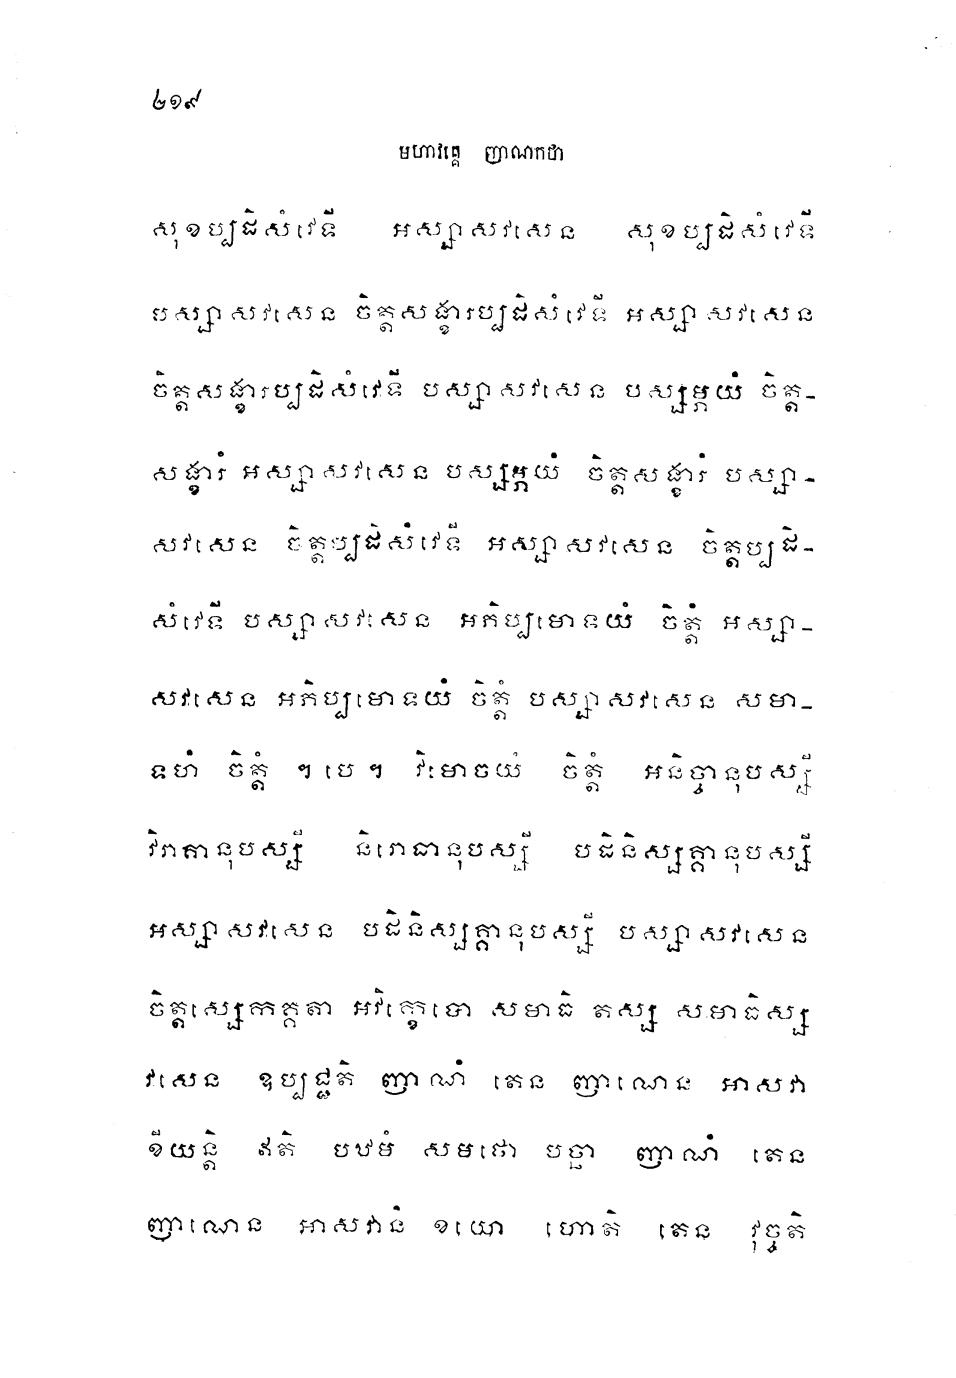 ២១៩
មហាវគ្គេ ញាណកថា
សុខប្បដិសំវេទី អស្សាសវសេន សុខប្បដិសំវេទី
បស្សាសវសេន ចិត្តសង្ខារប្បដិសំវេទី អស្សាសវសេន
ចិត្តសង្ខារប្បដិសំវេទី បស្សាសវសេន បស្សម្ភយំ ចិត្ត-
សង្ខារំ អស្សាសវសេន បស្សម្ភយំ ចិត្តសង្ខារំ បស្សា-
សវសេន ចិត្តប្បដិសំវេទី អស្សាសវសេន ចិត្តប្បដិ-
សំវេទី បស្សាសវសេន អភិប្បមោទយំ ចិត្តំ អស្សា-
សវសេន អភិប្បមោទយំ ចិត្តំ បស្សាសវសេន សមា-
ទហំ ចិត្តំ ។ បេ ។ វិមោចយំ ចិត្តំ អនិច្ចានុបស្សី
វិរាគានុបស្សី និរោធានុបស្សី បដិនិស្សគ្គានុបស្សី
អស្សាសវសេន បដិនិស្សគ្គានុបស្សី បស្សាសវសេន
ចិត្តស្សេកគ្គតា អវិក្ខេបោ សមាធិ តស្ស សមាធិស្ស
វសេន ឧប្បជ្ជតិ ញាណំ តេន ញាណេន អាសវា
ខីយន្តិ ឥតិ បឋមំ សមថោ បច្ឆា ញាណំ តេន
ញាណេន អាសវានំ ខយោ ហោតិ តេន វុច្ចតិ